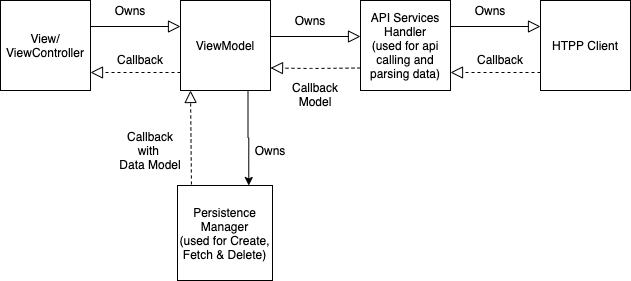 Owns
Owns
Owns
View/
ViewController
ViewModel
API Services
Handler
(used for api
calling and
parsing data)
HTPP Client
Callback
Callback
Model
Callback
Callback
with
Data Model
Owns
Persistence
Manager
(used for Create,
Fetch & Delete)